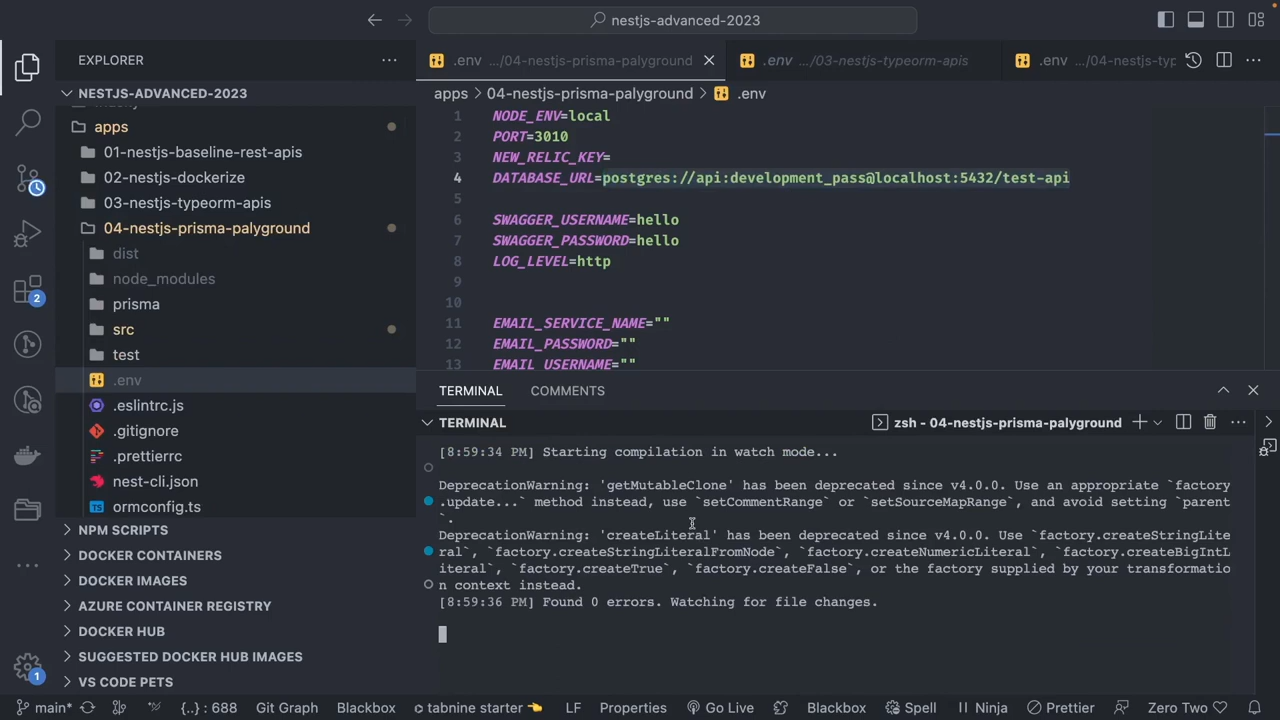 nestjs-advanced-2023
EXPLORER
NESTJS-ADVANCED-2023
apps
01-nestjs-baseline-rest-apis
02-nestjs-dockerize
03-nestjs-typeorm-apis
04-nestjs-prisma-palyground
dist
node_modules
prisma
src
test
.env
.eslintrc.js
.gitignore
.prettierrc
nest-cli.json
ormconfig.ts
NPM SCRIPTS
DOCKER CONTAINERS
DOCKER IMAGES
AZURE CONTAINER REGISTRY
DOCKER HUB
SUGGESTED DOCKER HUB IMAGES
VS CODE PETS
2
1
.env .../04-nestjs-prisma-palyground
.env .../03-nestjs-typeorm-apis
.env .../04-nestjs-typ
apps > 04-nestjs-prisma-palyground > .env
1 NODE_ENV=local
2 PORT=3010
3 NEW_RELIC_KEY=
4 DATABASE_URL=postgres://api:development_pass@localhost:5432/test-api
5
6 SWAGGER_USERNAME=hello
7 SWAGGER_PASSWORD=hello
8 LOG_LEVEL=http
9
10
11 EMAIL_SERVICE_NAME=""
12 EMAIL_PASSWORD=""
13 EMAIL_USERNAME=""
TERMINAL COMMENTS
TERMINAL
zsh - 04-nestjs-prisma-palyground
[8:59:34 PM] Starting compilation in watch mode...
DeprecationWarning: 'getMutableClone' has been deprecated since v4.0.0. Use an appropriate `factory
.update...` method instead, use `setCommentRange` or `setSourceMapRange`, and avoid setting `parent
`.
DeprecationWarning: 'createLiteral' has been deprecated since v4.0.0. Use `factory.createStringLite
ral`, `factory.createStringLiteralFromNode`, `factory.createNumericLiteral`, `factory.createBigIntL
iteral`, `factory.createTrue`, `factory.createFalse`, or the factory supplied by your transformatio
n context instead.
[8:59:36 PM] Found 0 errors. Watching for file changes.
main* {..} : 688 Git Graph Blackbox tabnine starter LF Properties Go Live Blackbox Spell Ninja Prettier Zero Two